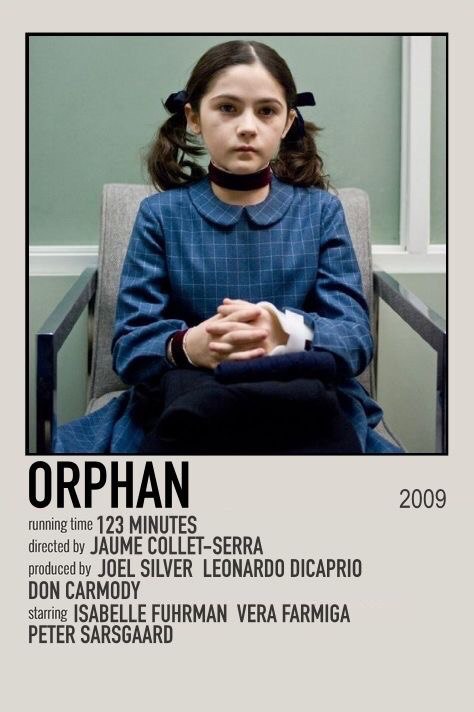 ORPHAN 2009
running time 123 MINUTES
directed by JAUME COLLET-SERRA
produced by JOEL SILVER LEONARDO DICAPRIO
DON CARMODY
starring ISABELLE FUHRMAN VERA FARMIGA
PETER SARSGAARD